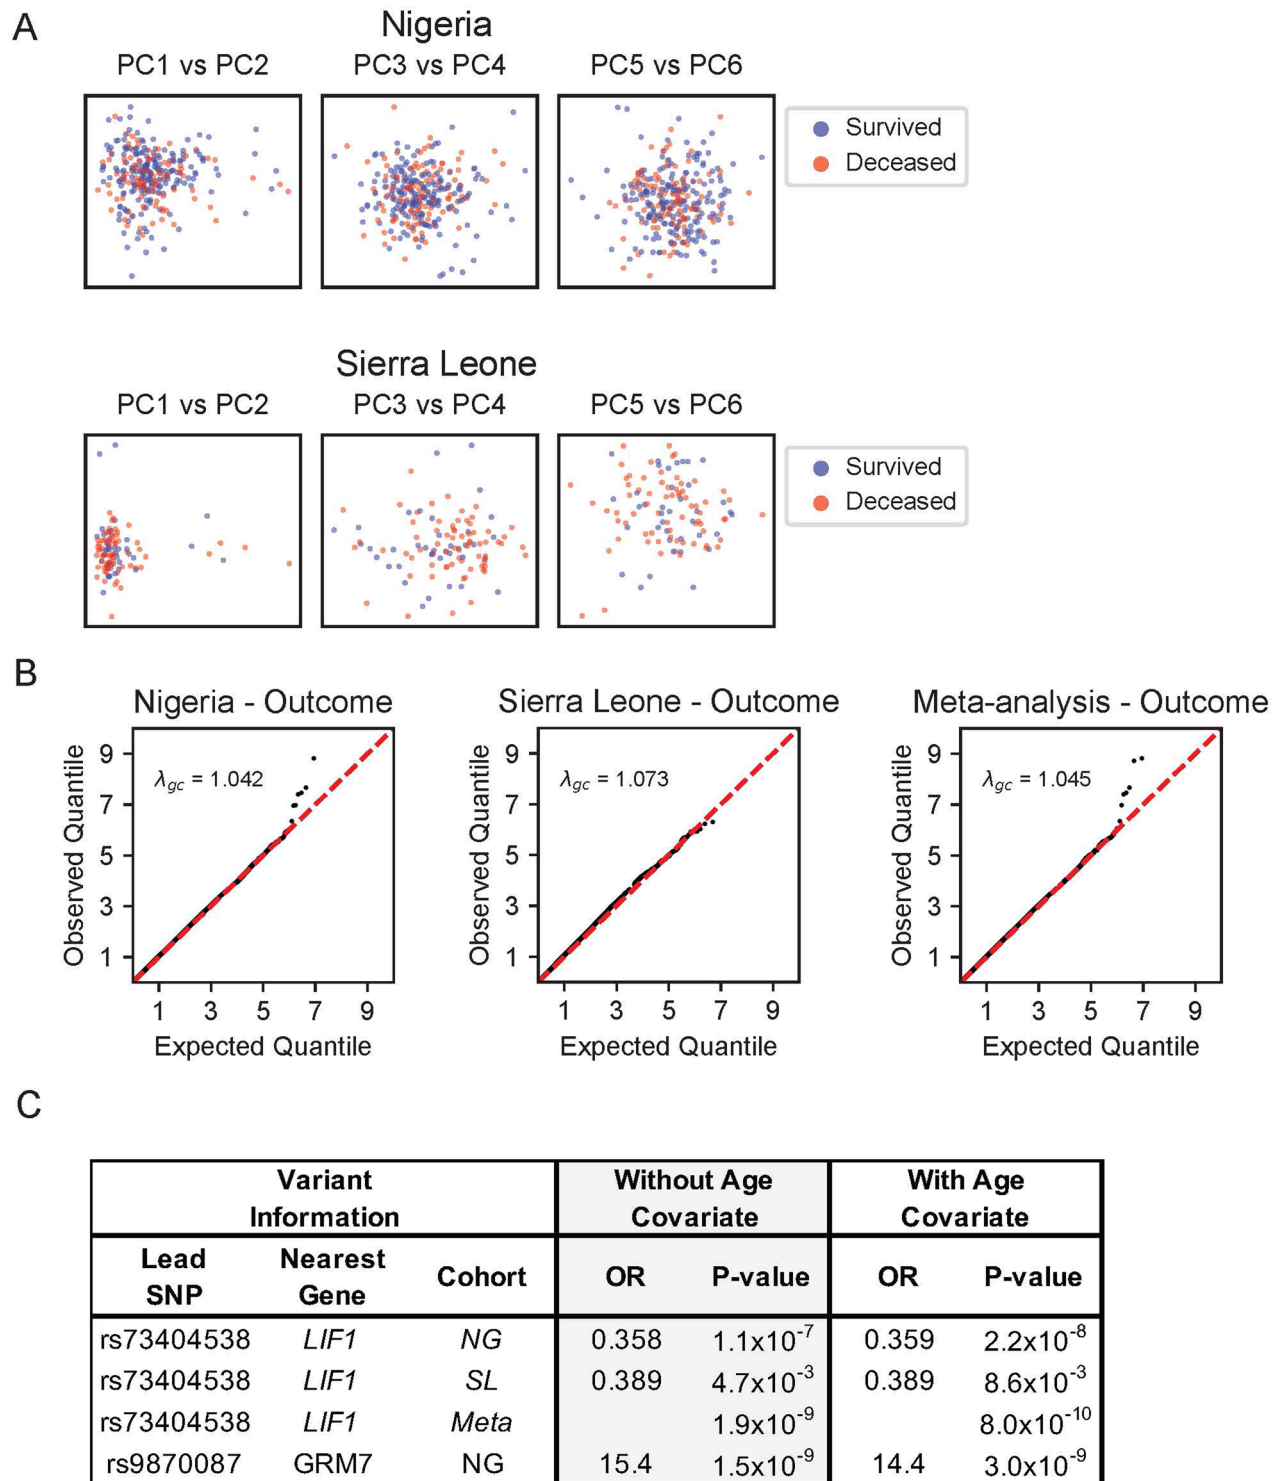 A
Nigeria
PC1 vs PC2 PC3 vs PC4 PC5 vs PC6
Survived
Deceased
Sierra Leone
PC1 vs PC2 PC3 vs PC4 PC5 vs PC6
Survived
Deceased
B
Nigeria - Outcome
Observed Quantile
9
7
5
3
1
λgc = 1.042
1 3 5 7 9
Expected Quantile
Sierra Leone - Outcome
Observed Quantile
9
7
5
3
1
λgc = 1.073
1 3 5 7 9
Expected Quantile
Meta-analysis - Outcome
Observed Quantile
9
7
5
3
1
λgc = 1.045
1 3 5 7 9
Expected Quantile
C
Variant Information Without Age Covariate With Age Covariate
Lead SNP Nearest Gene Cohort OR P-value OR P-value
rs73404538 LIF1 NG 0.358 1.1x10⁻⁷ 0.359 2.2x10⁻⁸
rs73404538 LIF1 SL 0.389 4.7x10⁻³ 0.389 8.6x10⁻³
rs73404538 LIF1 Meta 1.9x10⁻⁹ 8.0x10⁻¹⁰
rs9870087 GRM7 NG 15.4 1.5x10⁻⁹ 14.4 3.0x10⁻⁹